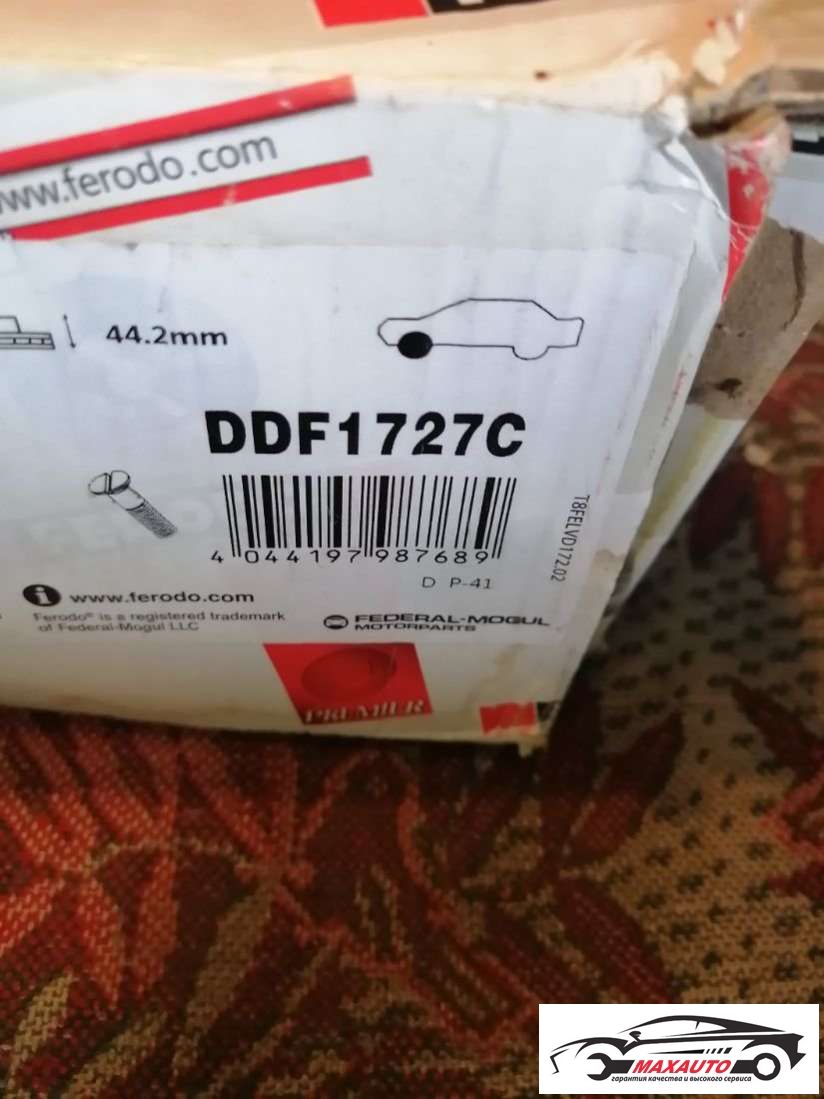 www.ferodo.com
44.2mm
DDF1727C
4 044197 987689
T8FELVD172.02
D P-41
www.ferodo.com
Ferodo® is a registered trademark
of Federal-Mogul LLC
FEDERAL-MOGUL
MOTORPARTS
PREMIER
MAXAUTO
гарантия качества и высокого сервиса